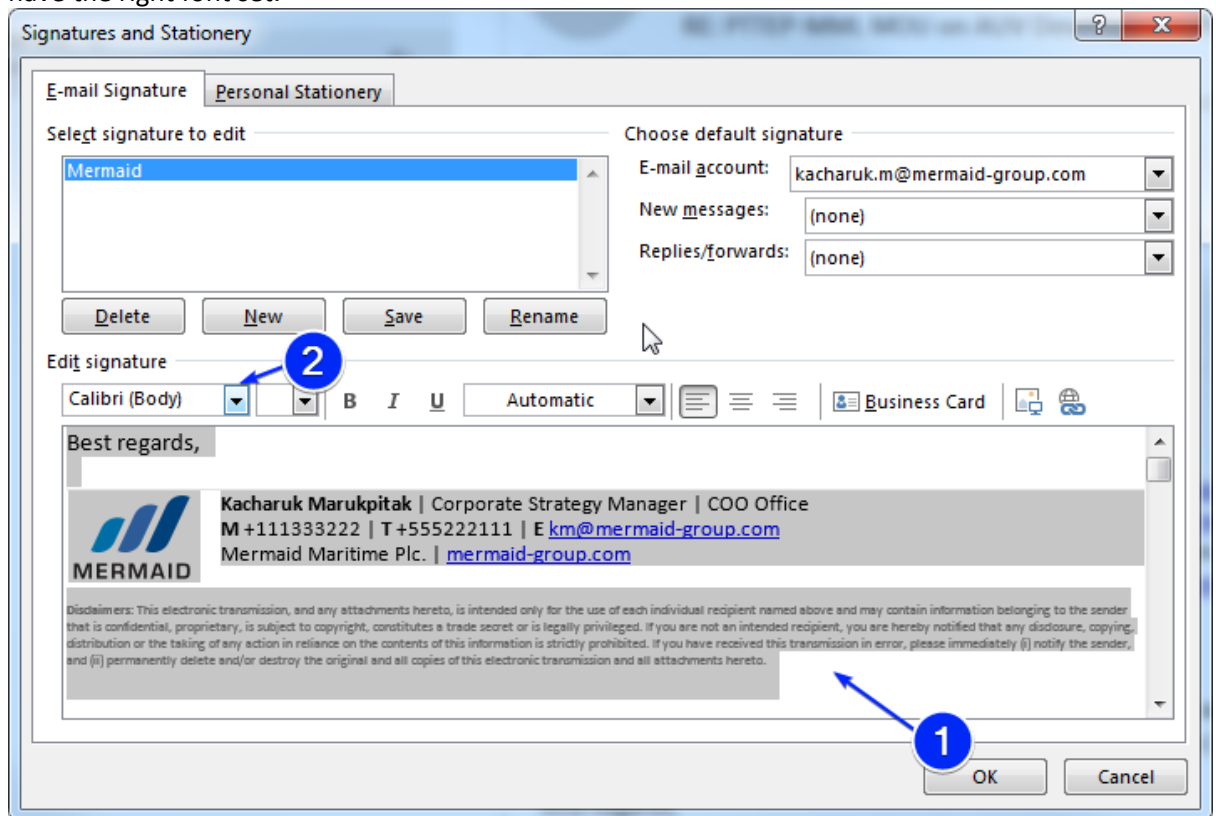 have the right font set.
Signatures and Stationery
E-mail Signature Personal Stationery
Select signature to edit
Mermaid
Delete New Save Rename
Choose default signature
E-mail account: kacharuk.m@mermaid-group.com
New messages: (none)
Replies/forwards: (none)
Edit signature
2
Calibri (Body) B I U Automatic Business Card
Best regards,
MERMAID
Kacharuk Marukpitak | Corporate Strategy Manager | COO Office
M +111333222 | T +555222111 | E km@mermaid-group.com
Mermaid Maritime Plc. | mermaid-group.com
Disclaimers: This electronic transmission, and any attachments hereto, is intended only for the use of each individual recipient named above and may contain information belonging to the sender
that is confidential, proprietary, is subject to copyright, constitutes a trade secret or is legally privileged. If you are not an intended recipient, you are hereby notified that any disclosure, copying,
distribution or the taking of any action in reliance on the contents of this information is strictly prohibited. If you have received this transmission in error, please immediately (i) notify the sender,
and (ii) permanently delete and/or destroy the original and all copies of this electronic transmission and all attachments hereto.
1
OK Cancel